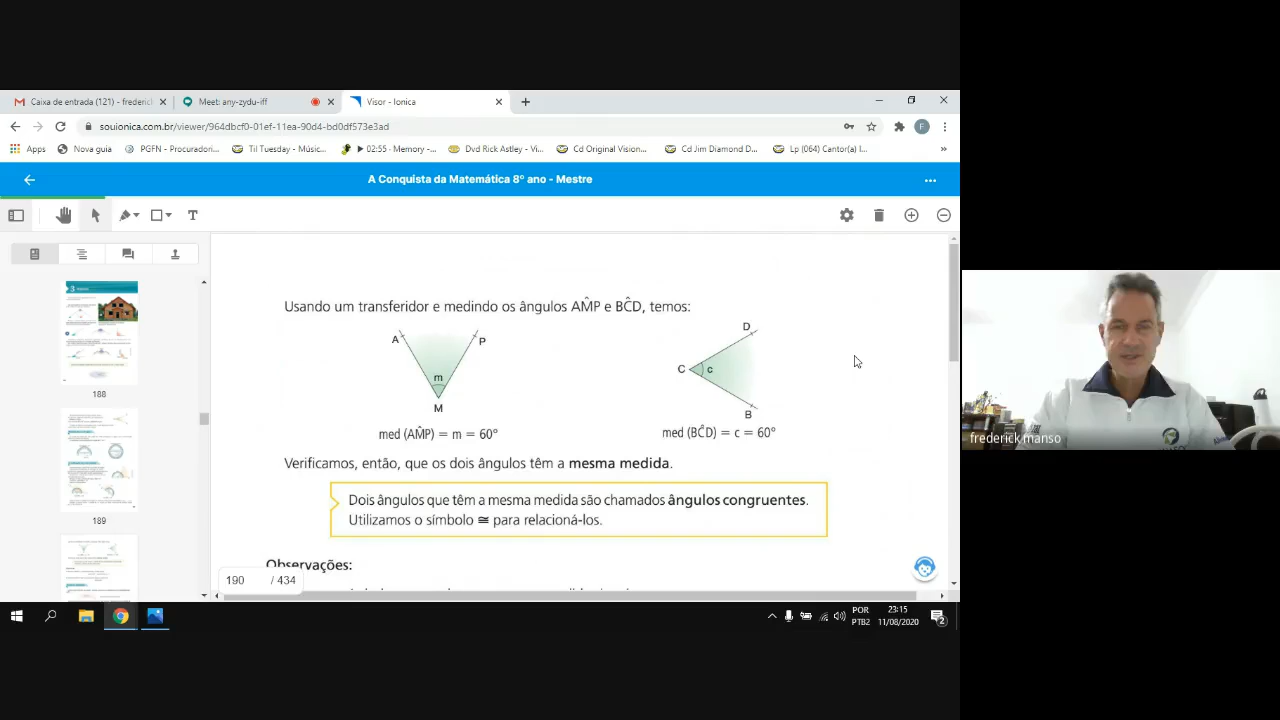 Caixa de entrada (121) - frederick
Meet: any-zydu-iff
Visor - Ionica
souionica.com.br/viewer/964dbcf0-01ef-11ea-90d4-bd0df573e3ad
F
Apps
Nova guia
PGFN - Procuradori...
Til Tuesday - Músic...
02:55 · Memory -...
Dvd Rick Astley - Vi...
Cd Original Vision...
Cd Jim Diamond D...
Lp (064) Cantor(a) I...
»
A Conquista da Matemática 8º ano - Mestre
T
3
188
189
Usando um transferidor e medindo os ângulos AM̂P e BĈD, temos:
A
P
m
M
D
C
c
B
med (AM̂P) = m = 60°
med (BĈD) = c = 60°
Verificamos, então, que os dois ângulos têm a mesma medida.
Dois ângulos que têm a mesma medida são chamados ângulos congruentes.
Utilizamos o símbolo ≅ para relacioná-los.
Observações:
190 / 434
frederick manso
POR
PTB2
23:15
11/08/2020
2